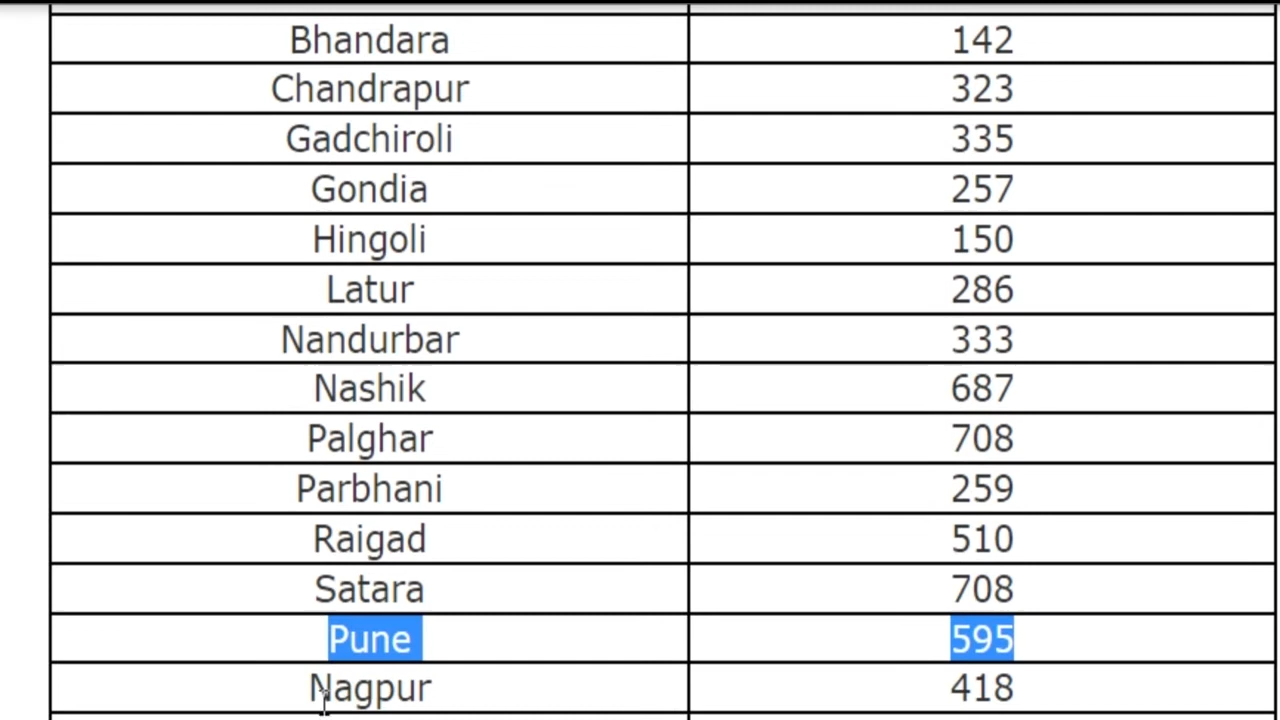 Bhandara 142
Chandrapur 323
Gadchiroli 335
Gondia 257
Hingoli 150
Latur 286
Nandurbar 333
Nashik 687
Palghar 708
Parbhani 259
Raigad 510
Satara 708
Pune 595
Nagpur 418